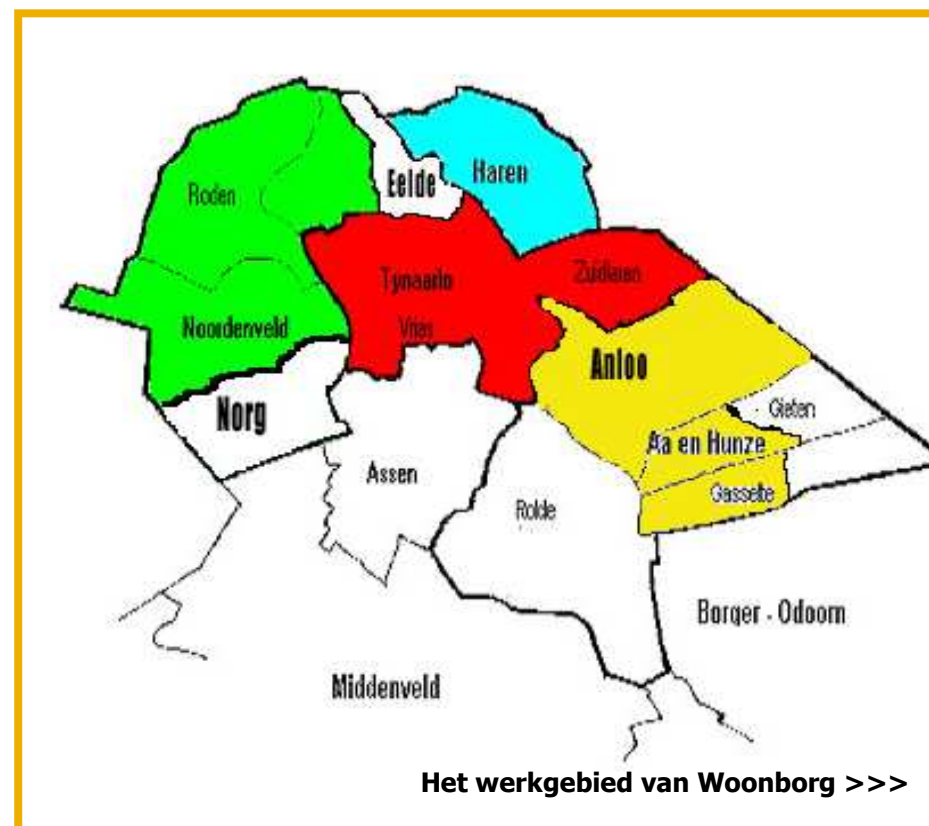 Haren
Eelde
Roden
Zuidlaren
Tynaarlo
Noordenveld
Vries
Anloo
Norg
Gieten
Aa en Hunze
Assen
Gasselte
Rolde
Borger - Odoorn
Middenveld
Het werkgebied van Woonborg >>>